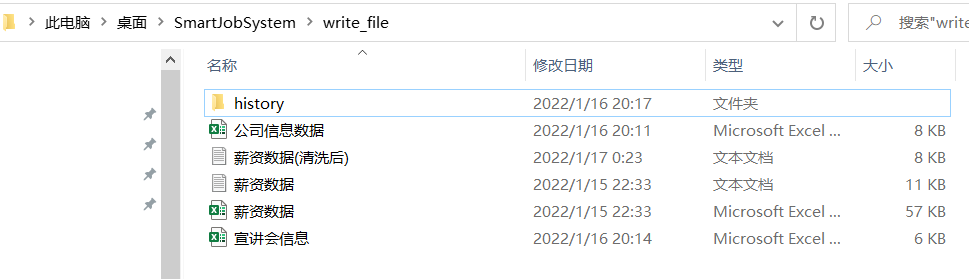 此电脑 > 桌面 > SmartJobSystem > write_file 搜索"write
名称 修改日期 类型 大小
history 2022/1/16 20:17 文件夹
公司信息数据 2022/1/16 20:11 Microsoft Excel ... 8 KB
薪资数据(清洗后) 2022/1/17 0:23 文本文档 8 KB
薪资数据 2022/1/15 22:33 文本文档 11 KB
薪资数据 2022/1/15 22:33 Microsoft Excel ... 57 KB
宣讲会信息 2022/1/16 20:14 Microsoft Excel ... 6 KB